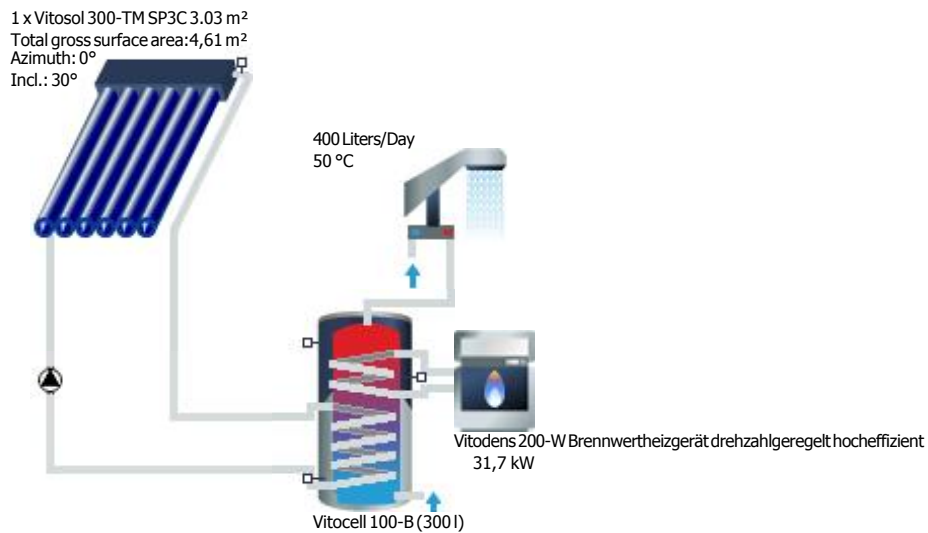 1 x Vitosol 300-TM SP3C 3.03 m²
Total gross surface area: 4,61 m²
Azimuth: 0°
Incl.: 30°
400 Liters/Day
50 °C
Vitodens 200-W Brennwertheizgerät drehzahlgeregelt hocheffizient
31,7 kW
Vitocell 100-B (300 l)